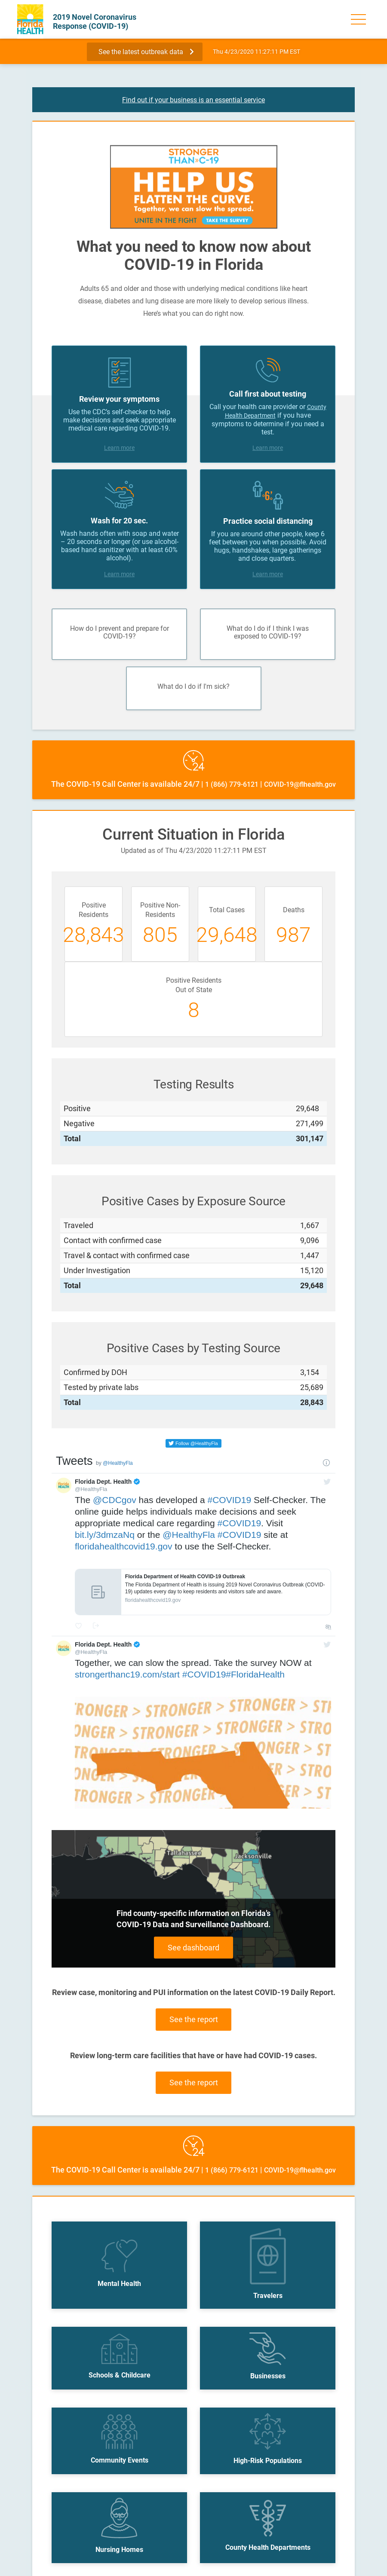 Florida
HEALTH
2019 Novel Coronavirus
Response (COVID-19)
See the latest outbreak data
Thu 4/23/2020 11:27:11 PM EST
Find out if your business is an essential service
STRONGER
THAN C-19
HELP US
FLATTEN THE CURVE.
Together, we can slow the spread.
UNITE IN THE FIGHT TAKE THE SURVEY
What you need to know now about
COVID-19 in Florida
Adults 65 and older and those with underlying medical conditions like heart
disease, diabetes and lung disease are more likely to develop serious illness.
Here's what you can do right now.
Review your symptoms
Use the CDC's self-checker to help
make decisions and seek appropriate
medical care regarding COVID-19.
Learn more
Call first about testing
Call your health care provider or County
Health Department if you have
symptoms to determine if you need a
test.
Learn more
Wash for 20 sec.
Wash hands often with soap and water
– 20 seconds or longer (or use alcohol-
based hand sanitizer with at least 60%
alcohol).
Learn more
6'
Practice social distancing
If you are around other people, keep 6
feet between you when possible. Avoid
hugs, handshakes, large gatherings
and close quarters.
Learn more
How do I prevent and prepare for
COVID-19?
What do I do if I think I was
exposed to COVID-19?
What do I do if I'm sick?
24
The COVID-19 Call Center is available 24/7 | 1 (866) 779-6121 | COVID-19@flhealth.gov
Current Situation in Florida
Updated as of Thu 4/23/2020 11:27:11 PM EST
Positive
Residents
28,843
Positive Non-
Residents
805
Total Cases
29,648
Deaths
987
Positive Residents
Out of State
8
Testing Results
Positive 29,648
Negative 271,499
Total 301,147
Positive Cases by Exposure Source
Traveled 1,667
Contact with confirmed case 9,096
Travel & contact with confirmed case 1,447
Under Investigation 15,120
Total 29,648
Positive Cases by Testing Source
Confirmed by DOH 3,154
Tested by private labs 25,689
Total 28,843
Follow @HealthyFla
Tweets by @HealthyFla
Florida Dept. Health
@HealthyFla
The @CDCgov has developed a #COVID19 Self-Checker. The
online guide helps individuals make decisions and seek
appropriate medical care regarding #COVID19. Visit
bit.ly/3dmzaNq or the @HealthyFla #COVID19 site at
floridahealthcovid19.gov to use the Self-Checker.
Florida Department of Health COVID-19 Outbreak
The Florida Department of Health is issuing 2019 Novel Coronavirus (COVID-
19) updates every day to keep residents and visitors safe and aware.
floridahealthcovid19.gov
Florida Dept. Health
@HealthyFla
Together, we can slow the spread. Take the survey NOW at
strongerthanc19.com/start #COVID19#FloridaHealth
STRONGER > STRONGER > STRONGER
Tallahassee
Jacksonville
Find county-specific information on Florida's
COVID-19 Data and Surveillance Dashboard.
See dashboard
Review case, monitoring and PUI information on the latest COVID-19 Daily Report.
See the report
Review long-term care facilities that have or have had COVID-19 cases.
See the report
24
The COVID-19 Call Center is available 24/7 | 1 (866) 779-6121 | COVID-19@flhealth.gov
Mental Health
Travelers
Schools & Childcare
Businesses
Community Events
High-Risk Populations
Nursing Homes
County Health Departments